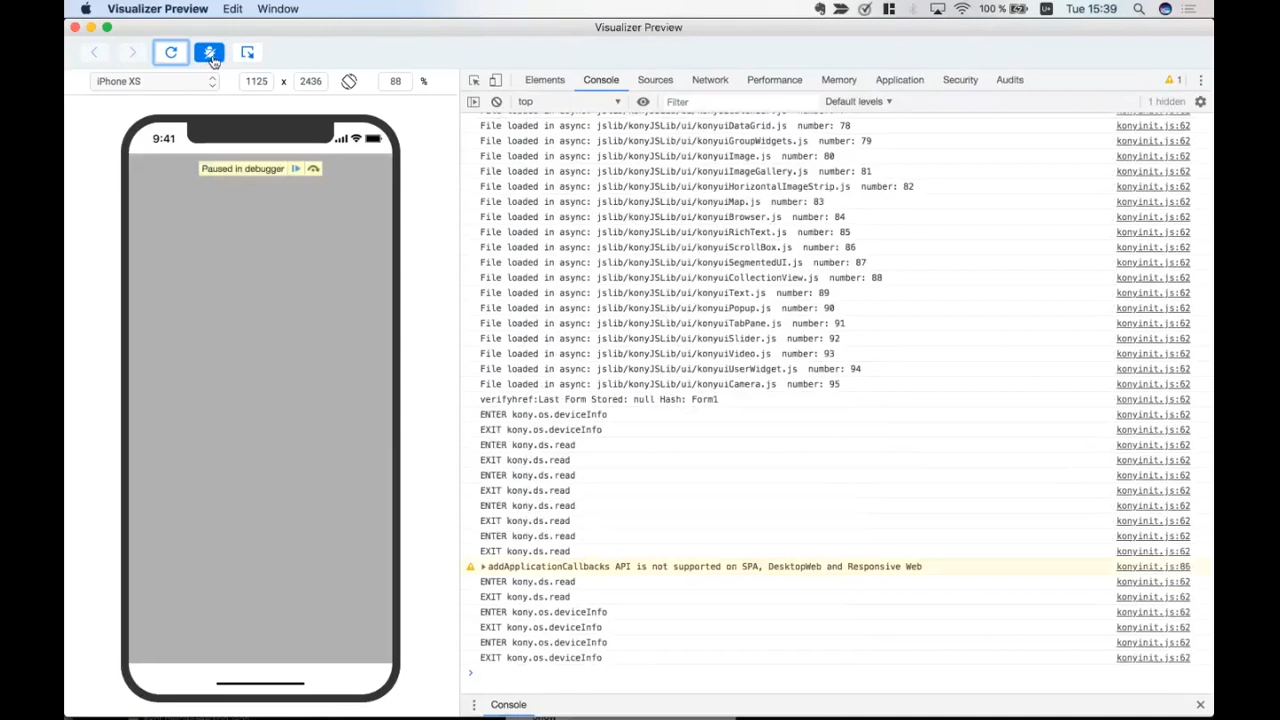 Visualizer Preview Edit Window 100 % Tue 15:39
Visualizer Preview
iPhone XS 1125 x 2436 88 %
Elements Console Sources Network Performance Memory Application Security Audits 1
top Filter Default levels 1 hidden
9:41
Paused in debugger
File loaded in async: jslib/konyJSLib/ui/konyuiDataGrid.js number: 78 konyinit.js:62
File loaded in async: jslib/konyJSLib/ui/konyuiGroupWidgets.js number: 79 konyinit.js:62
File loaded in async: jslib/konyJSLib/ui/konyuiImage.js number: 80 konyinit.js:62
File loaded in async: jslib/konyJSLib/ui/konyuiImageGallery.js number: 81 konyinit.js:62
File loaded in async: jslib/konyJSLib/ui/konyuiHorizontalImageStrip.js number: 82 konyinit.js:62
File loaded in async: jslib/konyJSLib/ui/konyuiMap.js number: 83 konyinit.js:62
File loaded in async: jslib/konyJSLib/ui/konyuiBrowser.js number: 84 konyinit.js:62
File loaded in async: jslib/konyJSLib/ui/konyuiRichText.js number: 85 konyinit.js:62
File loaded in async: jslib/konyJSLib/ui/konyuiScrollBox.js number: 86 konyinit.js:62
File loaded in async: jslib/konyJSLib/ui/konyuiSegmentedUI.js number: 87 konyinit.js:62
File loaded in async: jslib/konyJSLib/ui/konyuiCollectionView.js number: 88 konyinit.js:62
File loaded in async: jslib/konyJSLib/ui/konyuiText.js number: 89 konyinit.js:62
File loaded in async: jslib/konyJSLib/ui/konyuiPopup.js number: 90 konyinit.js:62
File loaded in async: jslib/konyJSLib/ui/konyuiTabPane.js number: 91 konyinit.js:62
File loaded in async: jslib/konyJSLib/ui/konyuiSlider.js number: 92 konyinit.js:62
File loaded in async: jslib/konyJSLib/ui/konyuiVideo.js number: 93 konyinit.js:62
File loaded in async: jslib/konyJSLib/ui/konyuiUserWidget.js number: 94 konyinit.js:62
File loaded in async: jslib/konyJSLib/ui/konyuiCamera.js number: 95 konyinit.js:62
verifyhref:Last Form Stored: null Hash: Form1 konyinit.js:62
ENTER kony.os.deviceInfo konyinit.js:62
EXIT kony.os.deviceInfo konyinit.js:62
ENTER kony.ds.read konyinit.js:62
EXIT kony.ds.read konyinit.js:62
ENTER kony.ds.read konyinit.js:62
EXIT kony.ds.read konyinit.js:62
ENTER kony.ds.read konyinit.js:62
EXIT kony.ds.read konyinit.js:62
ENTER kony.ds.read konyinit.js:62
EXIT kony.ds.read konyinit.js:62
addApplicationCallbacks API is not supported on SPA, DesktopWeb and Responsive Web konyinit.js:86
ENTER kony.ds.read konyinit.js:62
EXIT kony.ds.read konyinit.js:62
ENTER kony.os.deviceInfo konyinit.js:62
EXIT kony.os.deviceInfo konyinit.js:62
ENTER kony.os.deviceInfo konyinit.js:62
EXIT kony.os.deviceInfo konyinit.js:62
Console